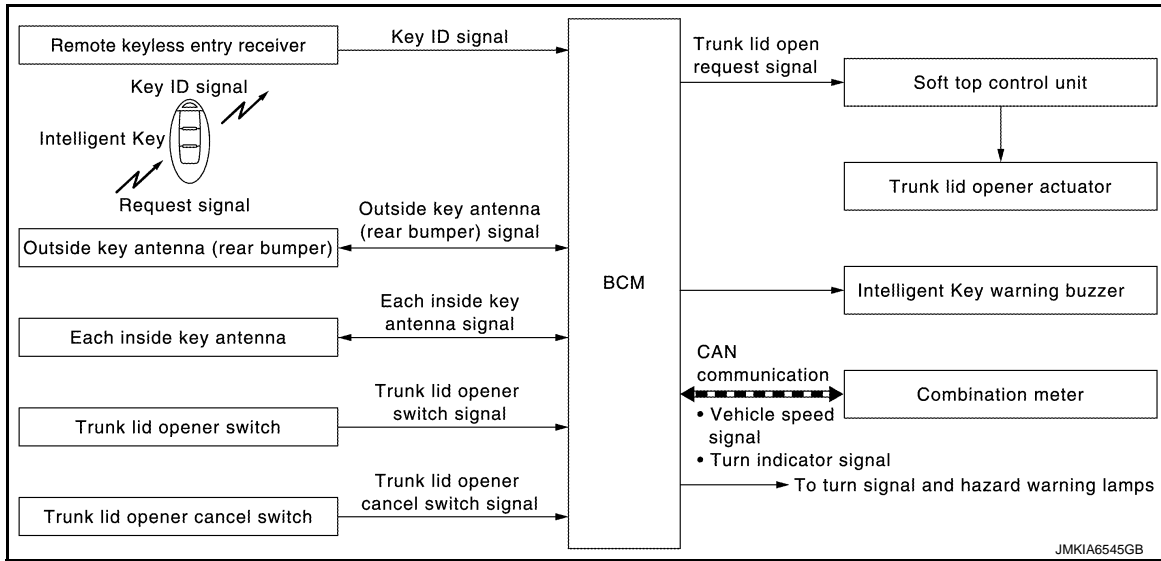 Remote keyless entry receiver
Key ID signal
Key ID signal
Intelligent Key
Request signal
Outside key antenna
(rear bumper) signal
Outside key antenna (rear bumper)
Each inside key
antenna signal
Each inside key antenna
Trunk lid opener
switch signal
Trunk lid opener switch
Trunk lid opener
cancel switch signal
Trunk lid opener cancel switch
BCM
Trunk lid open
request signal
Soft top control unit
Trunk lid opener actuator
Intelligent Key warning buzzer
CAN
communication
Combination meter
• Vehicle speed
signal
• Turn indicator signal
To turn signal and hazard warning lamps
JMKIA6545GB